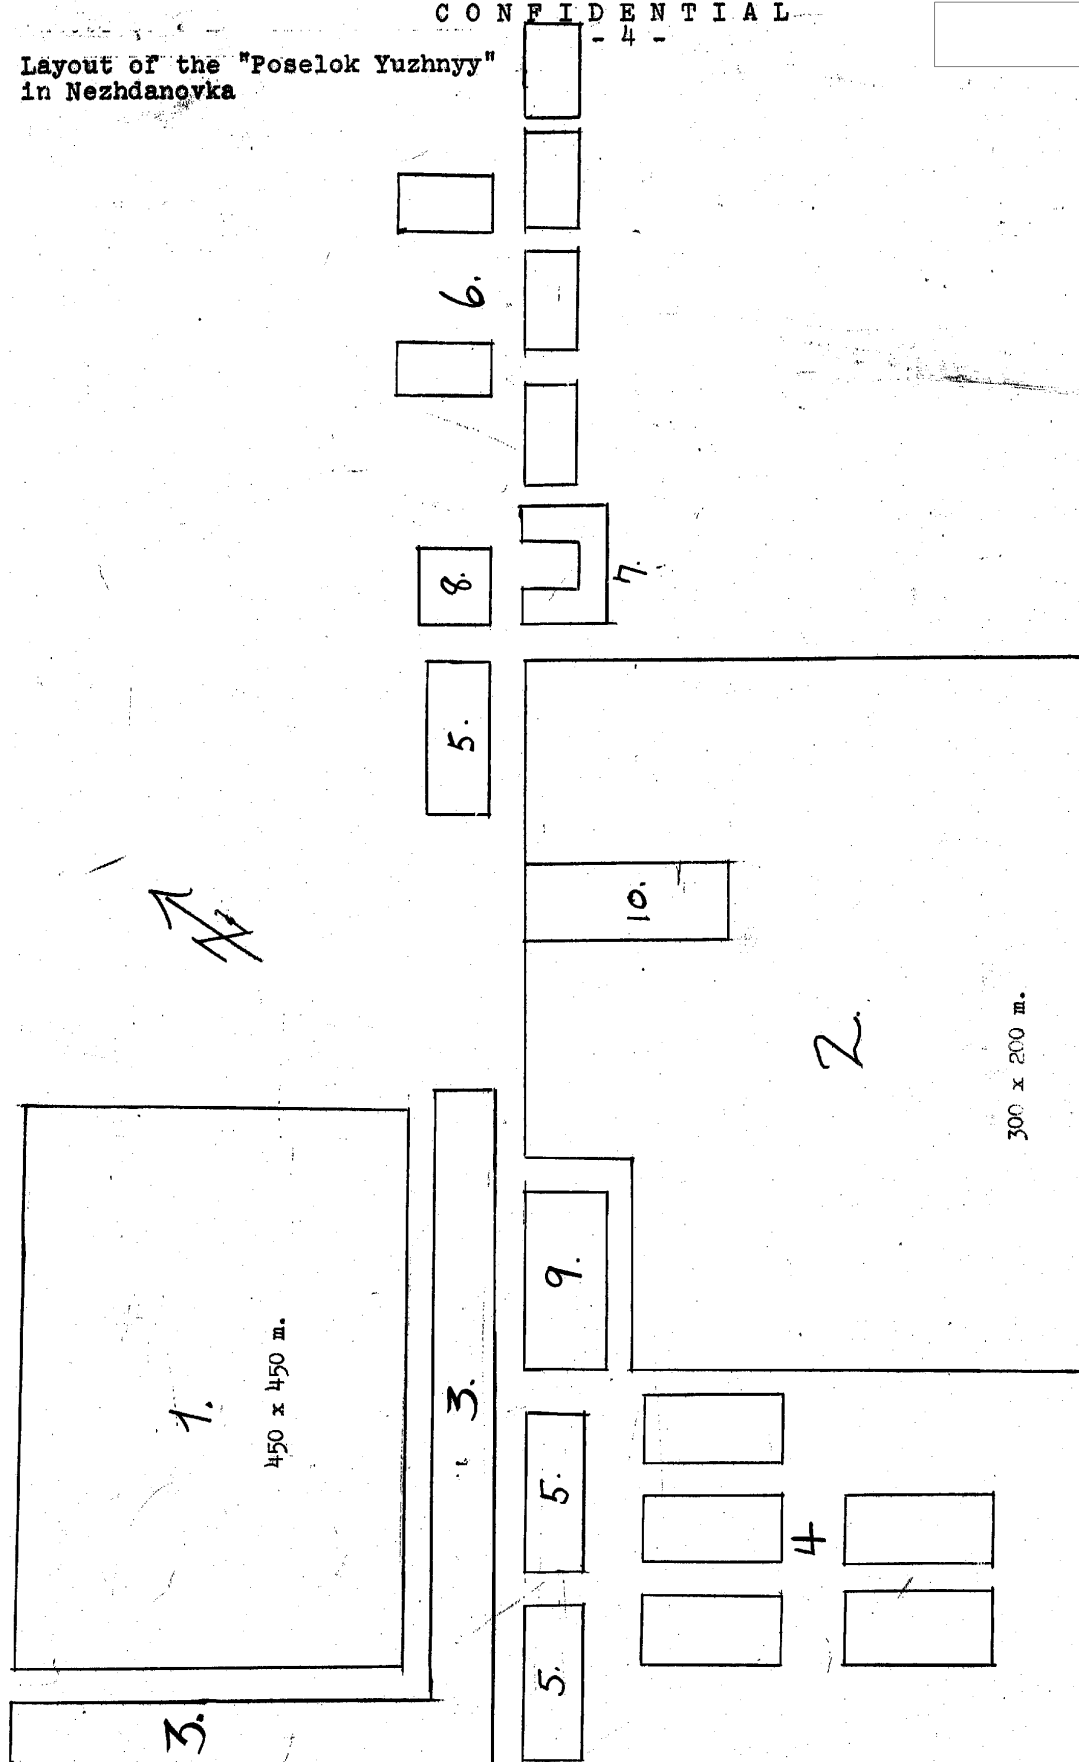 C O N F I D E N T I A L
- 4 -
Layout of the "Poselok Yuzhnyy"
in Nezhdanovka
6.
8.
7.
5.
10.
N
2.
300 x 200 m.
9.
1.
450 x 450 m.
3.
5.
4
5.
3.